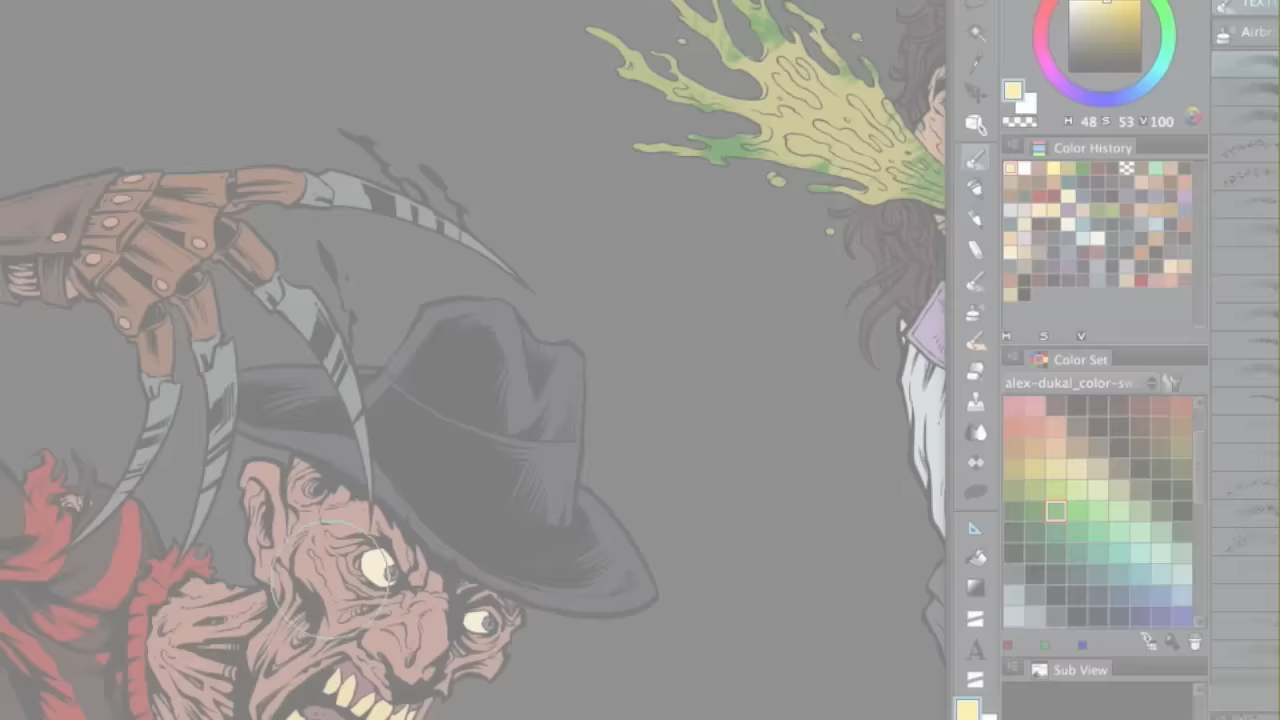 Airbr
H 48 S 53 V 100
Color History
H S V
Color Set
alex-dukal_color-sw
A
Sub View